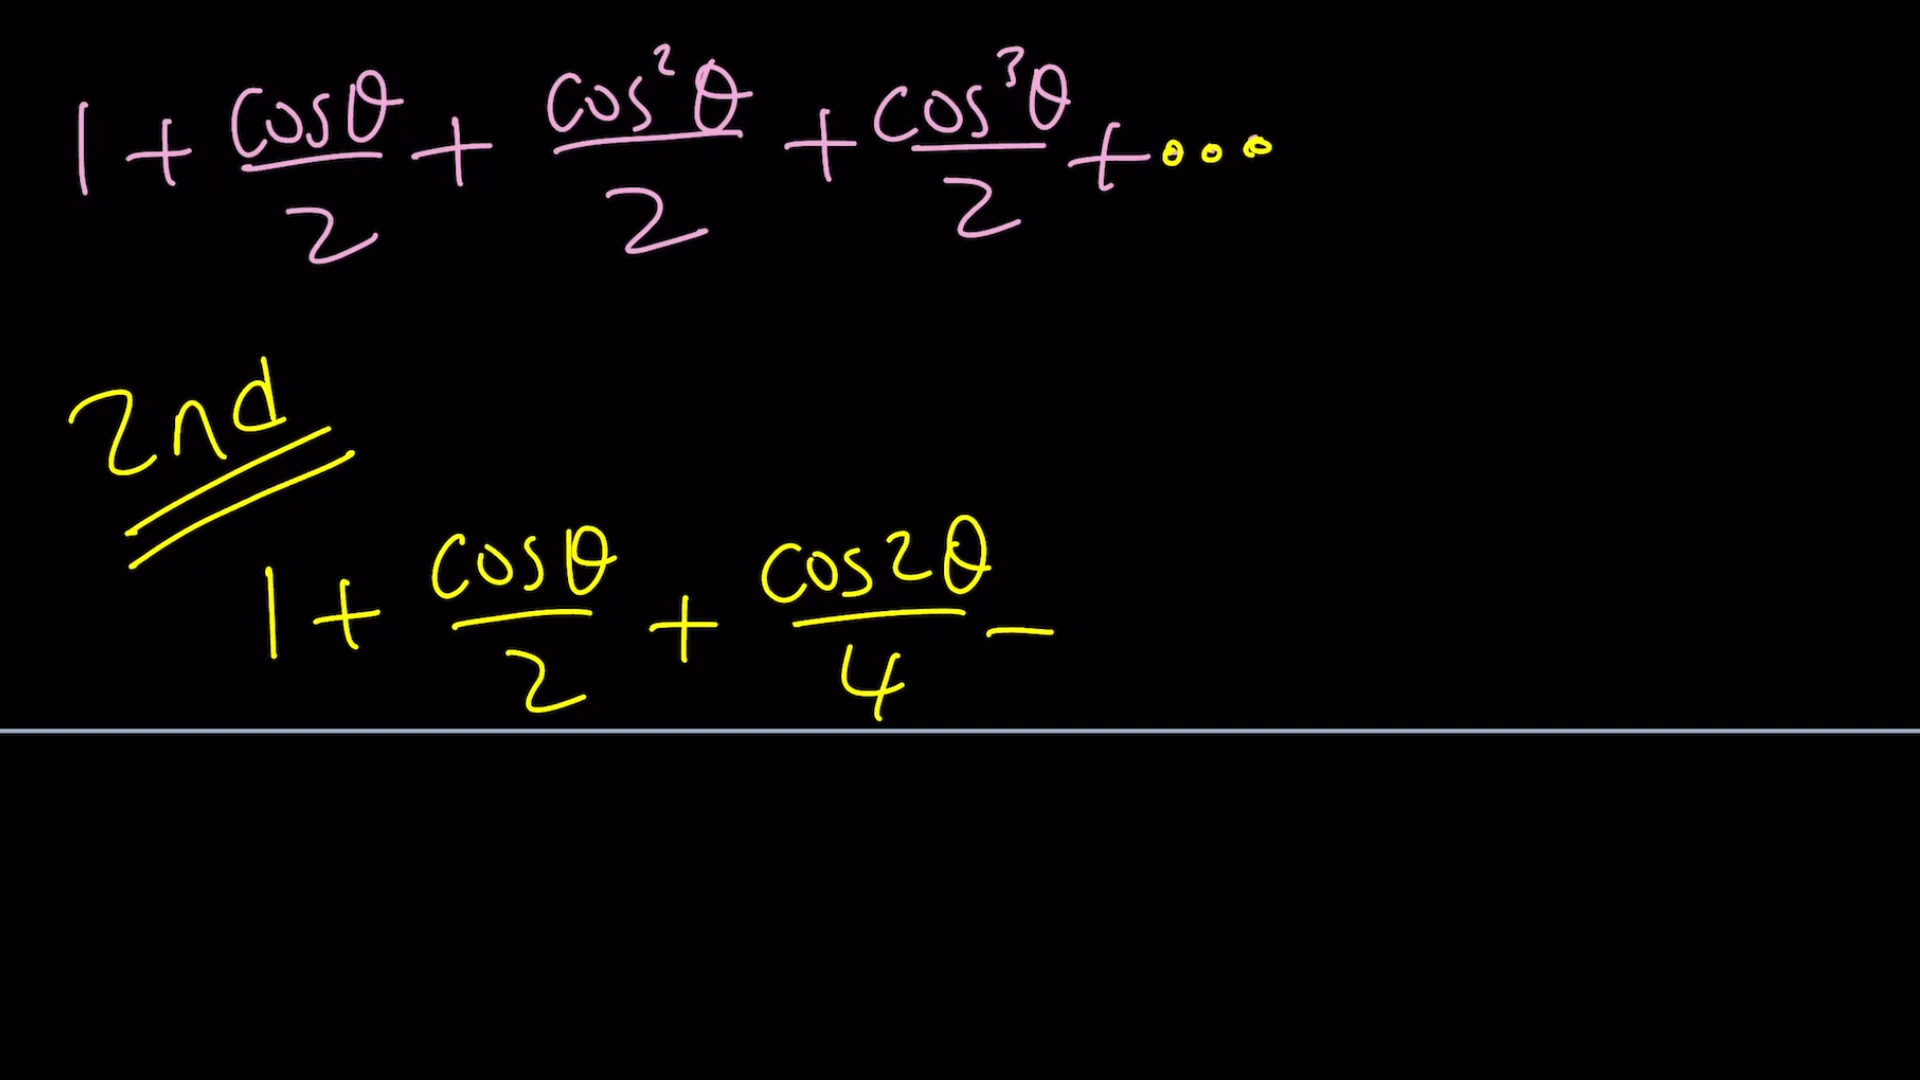 1 + cosθ/2 + cos²θ/2 + cos³θ/2 + ...
2nd
1 + cosθ/2 + cos2θ/4 −